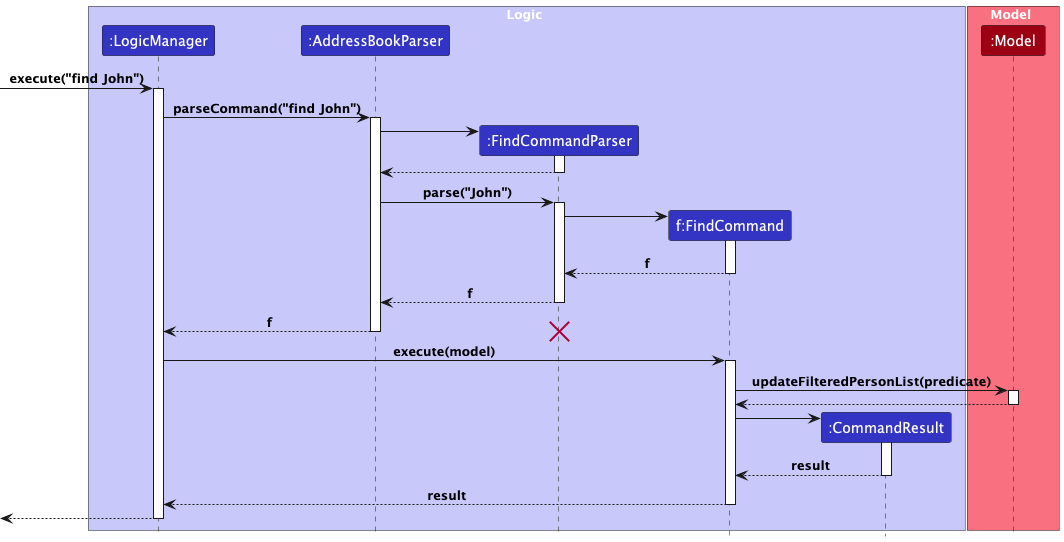 Logic
Model
:LogicManager
:AddressBookParser
:Model
execute("find John")
parseCommand("find John")
:FindCommandParser
parse("John")
f:FindCommand
f
f
f
execute(model)
updateFilteredPersonList(predicate)
:CommandResult
result
result